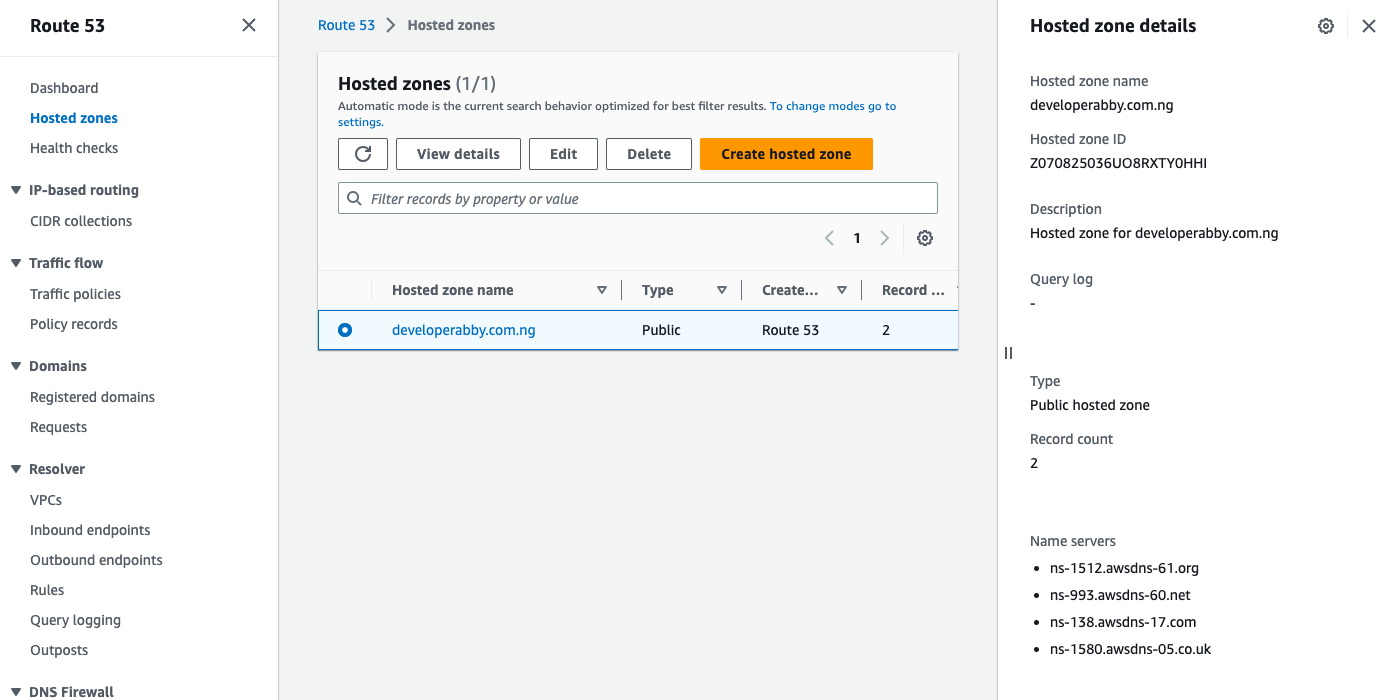 Route 53
Dashboard
Hosted zones
Health checks
IP-based routing
CIDR collections
Traffic flow
Traffic policies
Policy records
Domains
Registered domains
Requests
Resolver
VPCs
Inbound endpoints
Outbound endpoints
Rules
Query logging
Outposts
DNS Firewall
Route 53 > Hosted zones
Hosted zones (1/1)
Automatic mode is the current search behavior optimized for best filter results. To change modes go to
settings.
View details Edit Delete Create hosted zone
Filter records by property or value
1
Hosted zone name Type Create... Record ...
developerabby.com.ng Public Route 53 2
Hosted zone details
Hosted zone name
developerabby.com.ng
Hosted zone ID
Z070825036UO8RXTY0HHI
Description
Hosted zone for developerabby.com.ng
Query log
-
Type
Public hosted zone
Record count
2
Name servers
• ns-1512.awsdns-61.org
• ns-993.awsdns-60.net
• ns-138.awsdns-17.com
• ns-1580.awsdns-05.co.uk